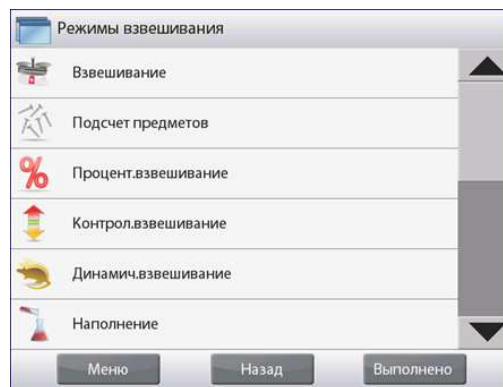 Режимы взвешивания
Взвешивание
Подсчет предметов
Процент.взвешивание
Контрол.взвешивание
Динамич.взвешивание
Наполнение
Меню Назад Выполнено